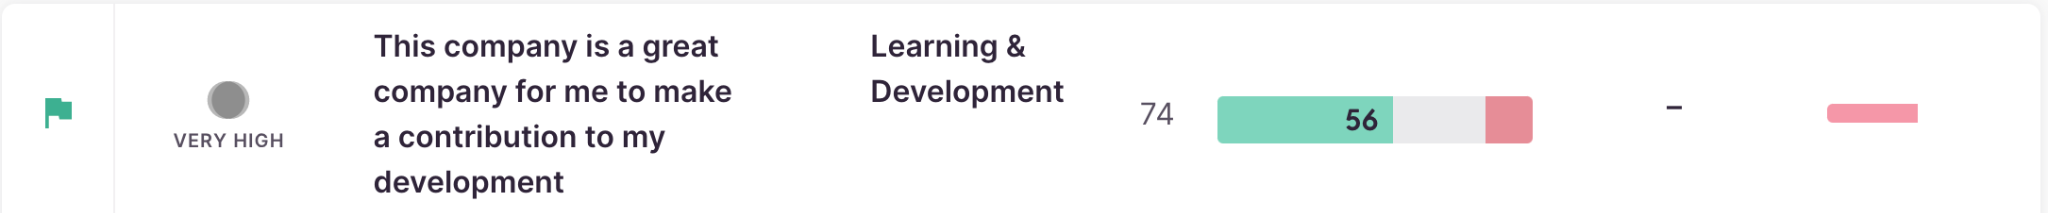 VERY HIGH
This company is a great
company for me to make
a contribution to my
development
Learning &
Development
74
56
–